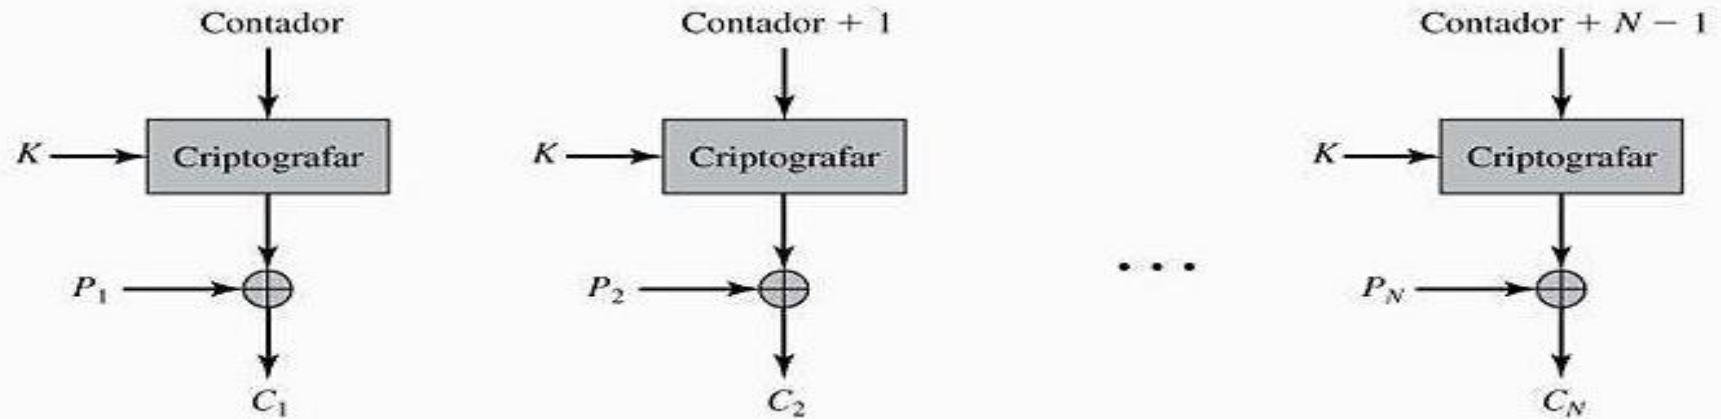 Contador Contador + 1 Contador + N − 1
K Criptografar K Criptografar K Criptografar
P1 P2 . . . PN
C1 C2 CN